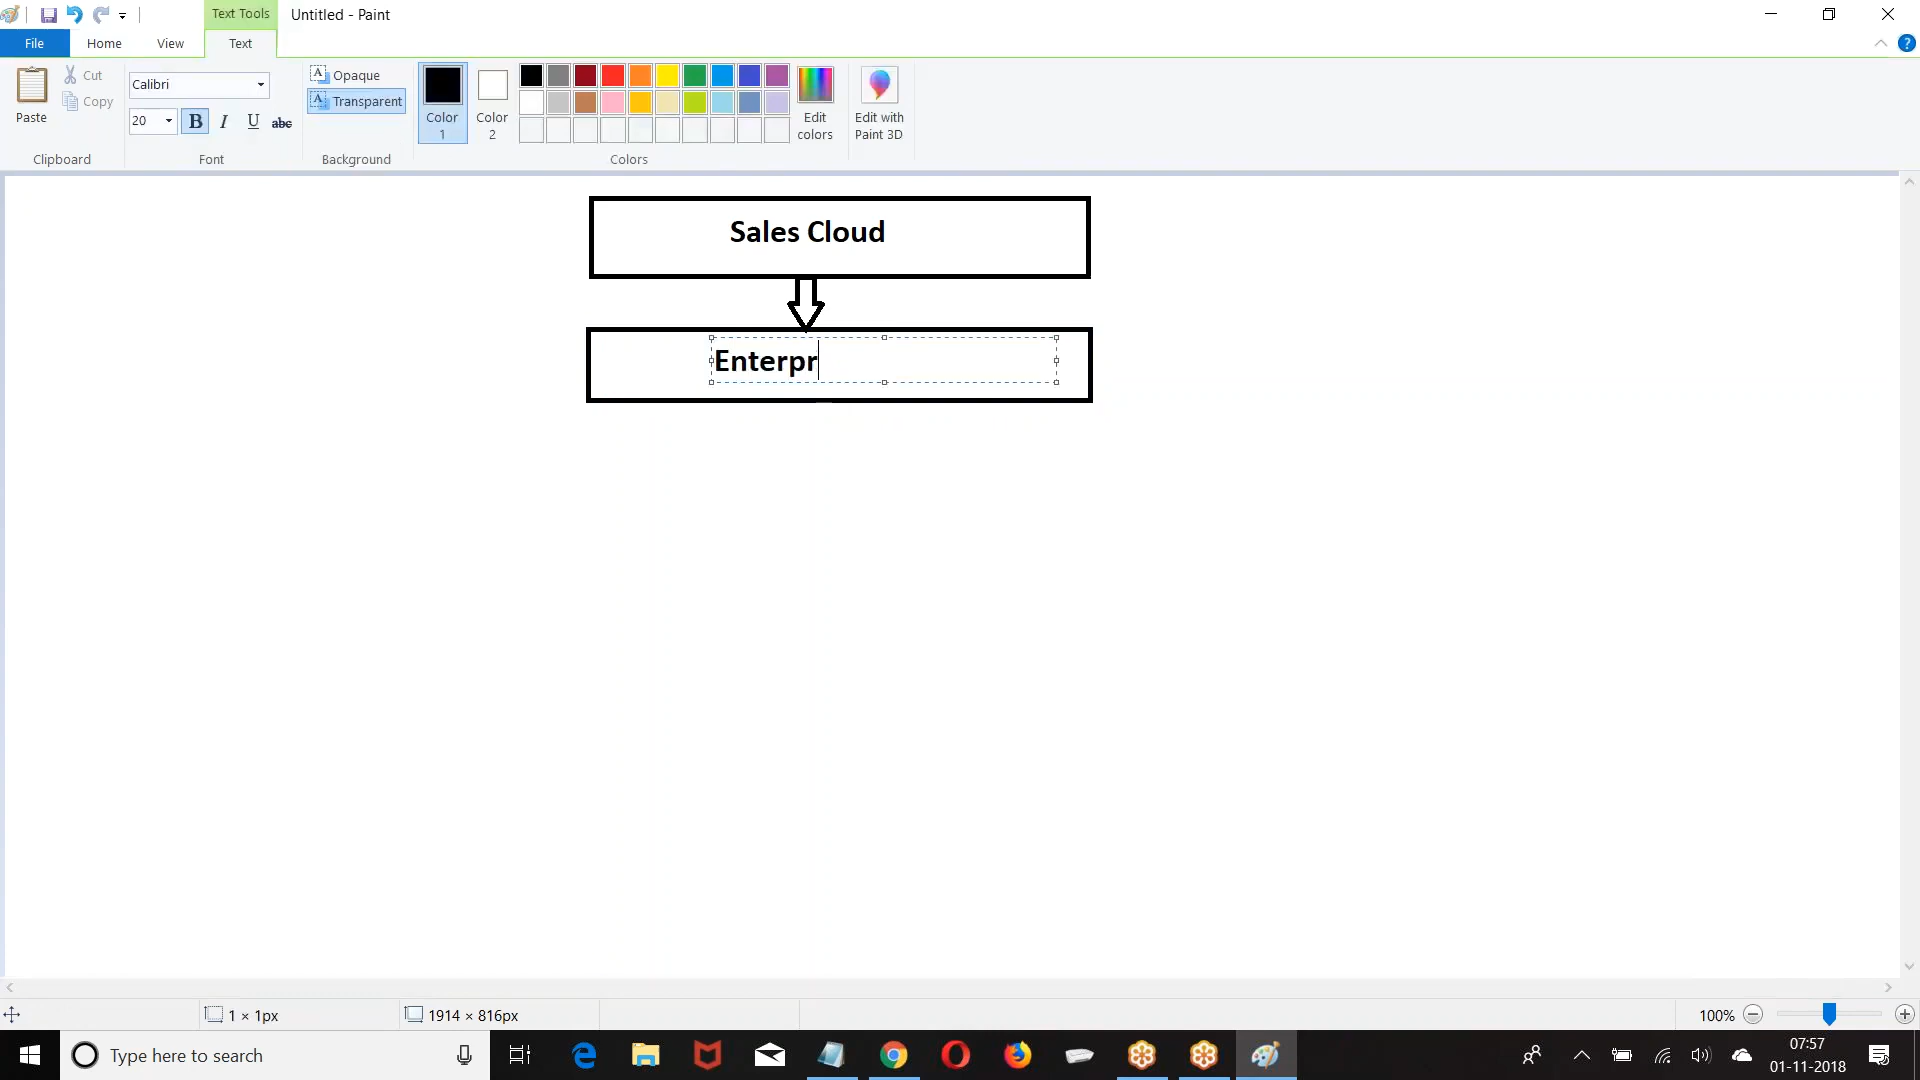 Text Tools
Untitled - Paint
File
Home
View
Text
Paste
Cut
Copy
Clipboard
Calibri
20
B
I
U
abc
Font
A Opaque
A Transparent
Background
Color
1
Color
2
Edit
colors
Colors
Edit with
Paint 3D
?
Sales Cloud
Enterpr
1 × 1px
1914 × 816px
100%
Type here to search
07:57
01-11-2018